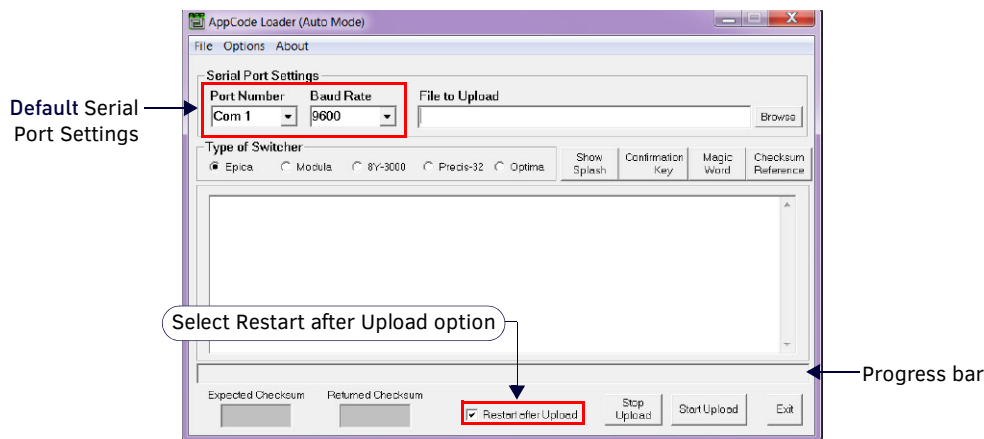 AppCode Loader (Auto Mode)
File Options About
Serial Port Settings
Port Number Baud Rate File to Upload
Default Serial
Port Settings
Com 1 9600 Browse
Type of Switcher
Epica Modula 8Y-3000 Precis-32 Optima
Show
Splash
Confirmation
Key
Magic
Word
Checksum
Reference
Select Restart after Upload option
Progress bar
Expected Checksum Returned Checksum
Restart after Upload
Stop
Upload
Start Upload
Exit